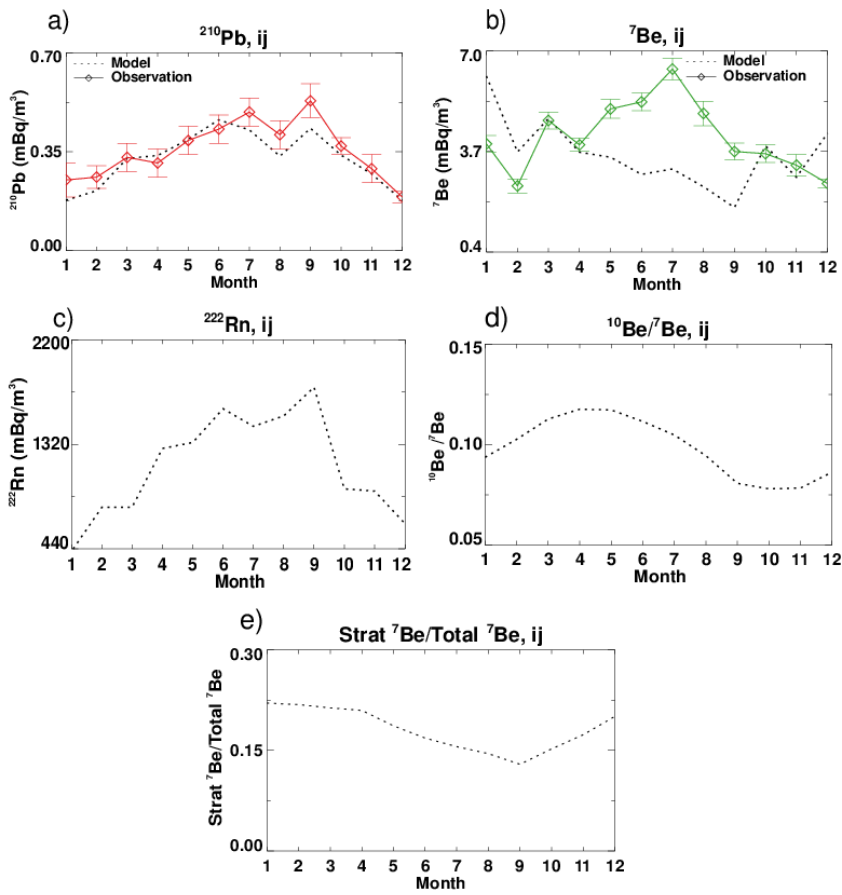 a)
²¹⁰Pb, ij
0.70
Model
Observation
0.35
0.00
²¹⁰Pb (mBq/m³)
1 2 3 4 5 6 7 8 9 10 11 12
Month
b)
⁷Be, ij
7.0
Model
Observation
3.7
0.4
⁷Be (mBq/m³)
1 2 3 4 5 6 7 8 9 10 11 12
Month
c)
²²²Rn, ij
2200
1320
440
²²²Rn (mBq/m³)
1 2 3 4 5 6 7 8 9 10 11 12
Month
d)
¹⁰Be/⁷Be, ij
0.15
0.10
0.05
¹⁰Be /⁷Be
1 2 3 4 5 6 7 8 9 10 11 12
Month
e)
Strat ⁷Be/Total ⁷Be, ij
0.30
0.15
0.00
Strat ⁷Be/Total ⁷Be
1 2 3 4 5 6 7 8 9 10 11 12
Month